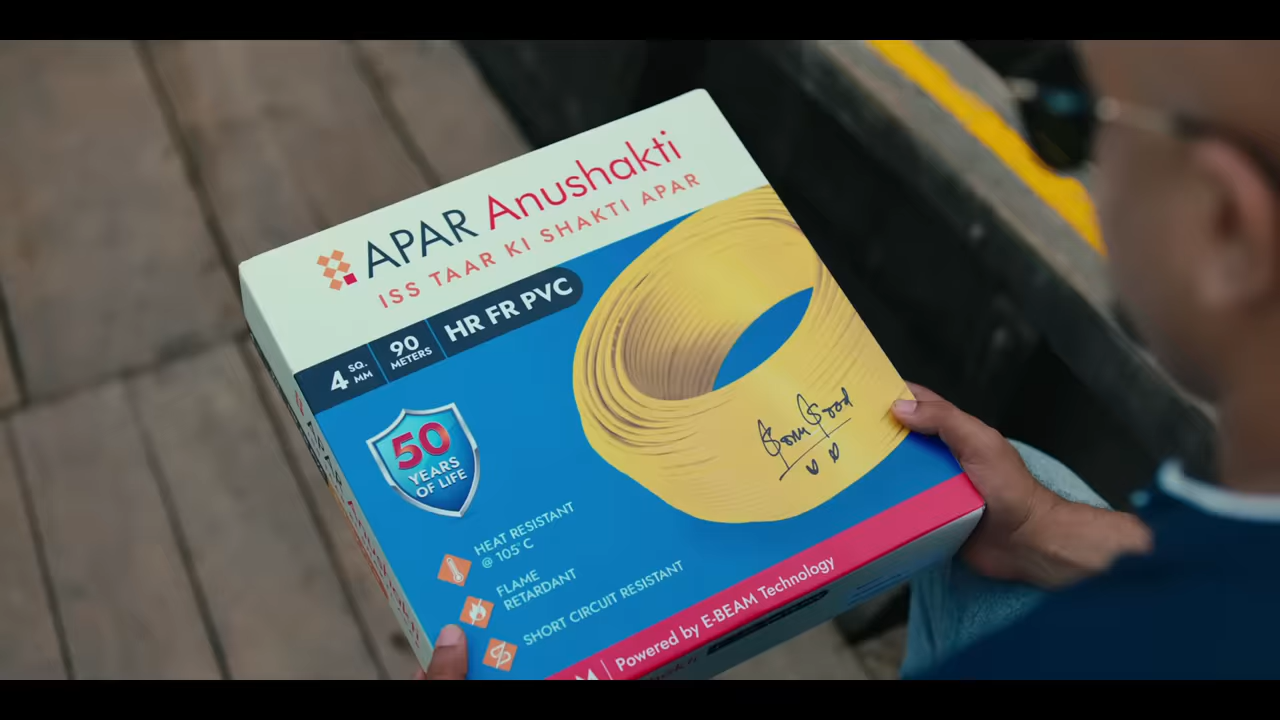 APAR Anushakti
ISS TAAR KI SHAKTI APAR
4 SQ. MM
90 METERS
HR FR PVC
50
YEARS
OF LIFE
HEAT RESISTANT
@ 105°C
FLAME
RETARDANT
SHORT CIRCUIT RESISTANT
Powered by E-BEAM Technology